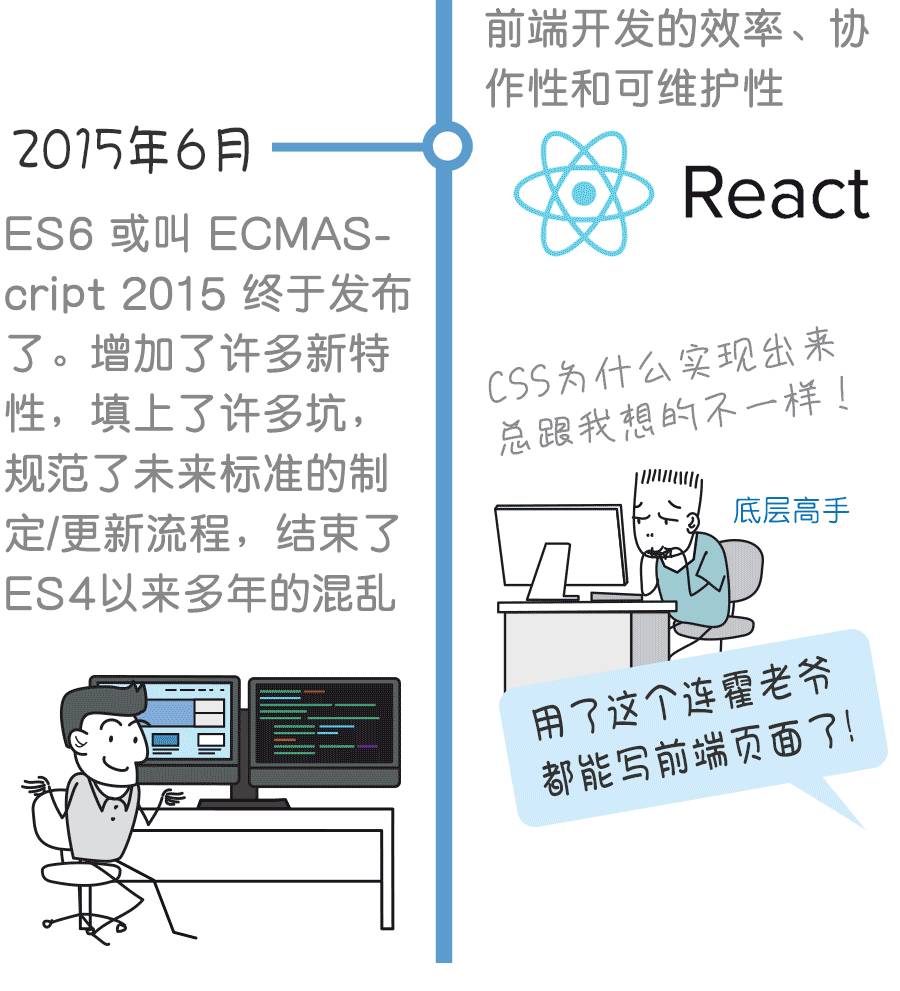 前端开发的效率、协
作性和可维护性
React
2015年6月
ES6 或叫 ECMAS-
cript 2015 终于发布
了。增加了许多新特
性，填上了许多坑，
规范了未来标准的制
定/更新流程，结束了
ES4以来多年的混乱
CSS为什么实现出来
总跟我想的不一样！
底层高手
用了这个连霍老爷
都能写前端页面了!